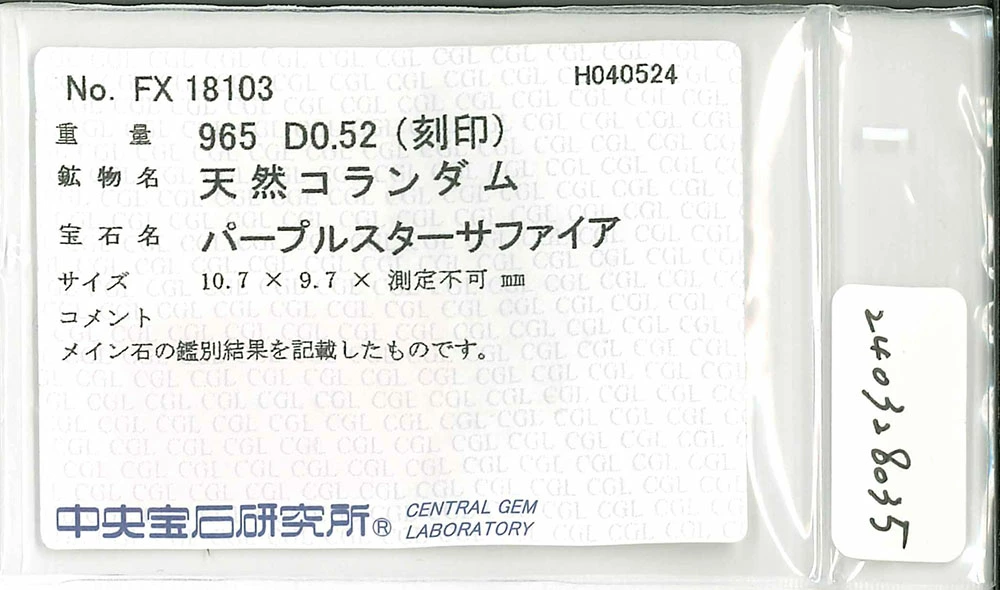 No. FX 18103
H040524
重量 965 D0.52 (刻印)
鉱物名 天然コランダム
宝石名 パープルスターサファイア
サイズ 10.7 × 9.7 × 測定不可 ㎜
コメント
メイン石の鑑別結果を記載したものです。
中央宝石研究所® CENTRAL GEM
LABORATORY
240328035